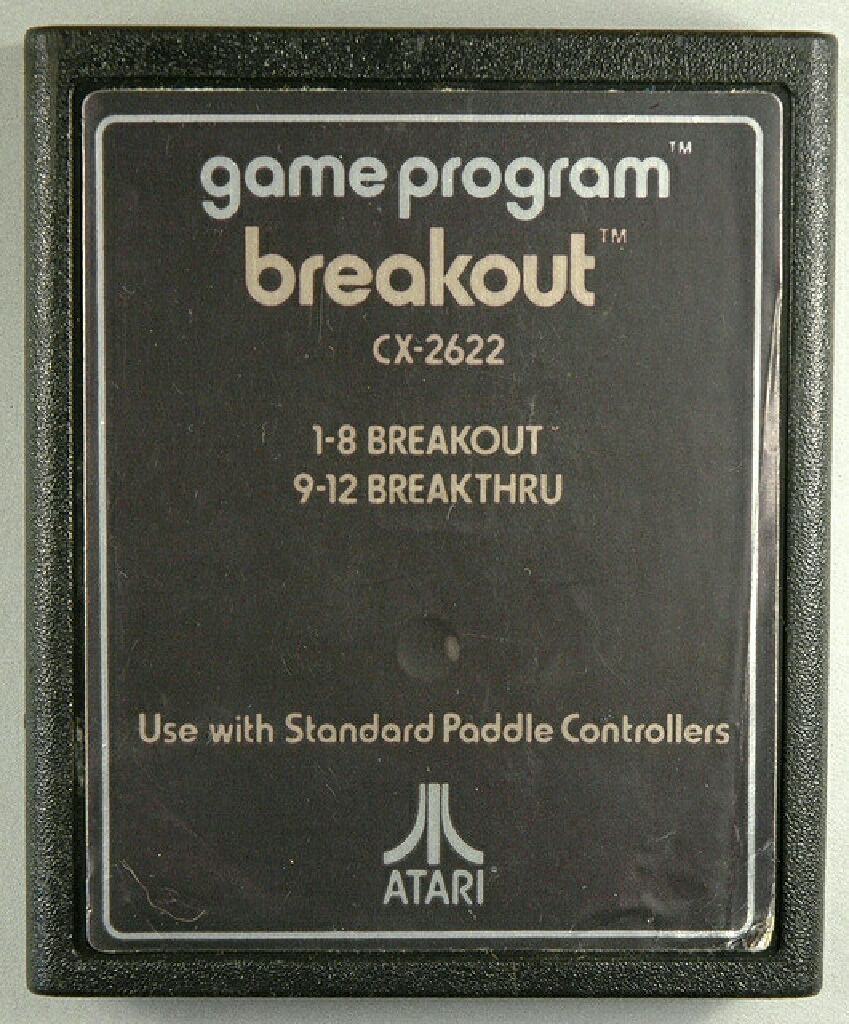 game program™
breakout™
CX-2622
1-8 BREAKOUT
9-12 BREAKTHRU
Use with Standard Paddle Controllers
ATARI